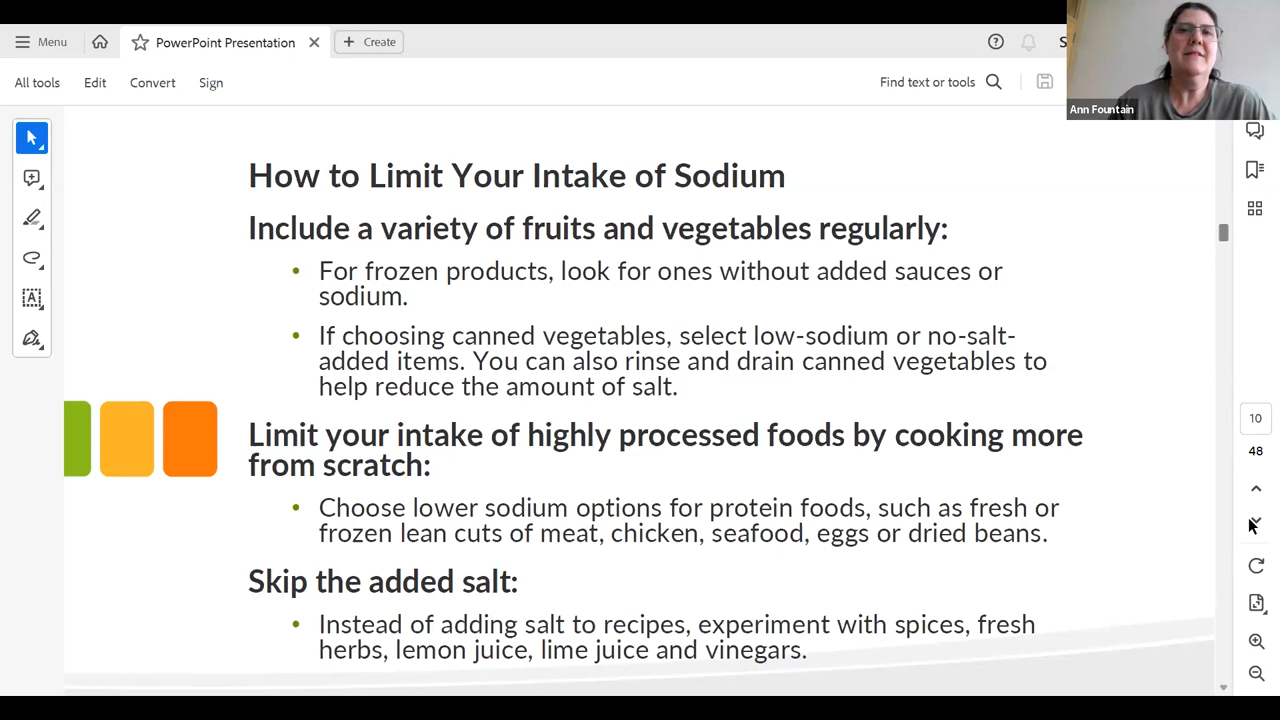 Menu
PowerPoint Presentation
Create
S
All tools
Edit
Convert
Sign
Find text or tools
Ann Fountain
How to Limit Your Intake of Sodium
Include a variety of fruits and vegetables regularly:
• For frozen products, look for ones without added sauces or
sodium.
• If choosing canned vegetables, select low-sodium or no-salt-
added items. You can also rinse and drain canned vegetables to
help reduce the amount of salt.
Limit your intake of highly processed foods by cooking more
from scratch:
• Choose lower sodium options for protein foods, such as fresh or
frozen lean cuts of meat, chicken, seafood, eggs or dried beans.
Skip the added salt:
• Instead of adding salt to recipes, experiment with spices, fresh
herbs, lemon juice, lime juice and vinegars.
10
48